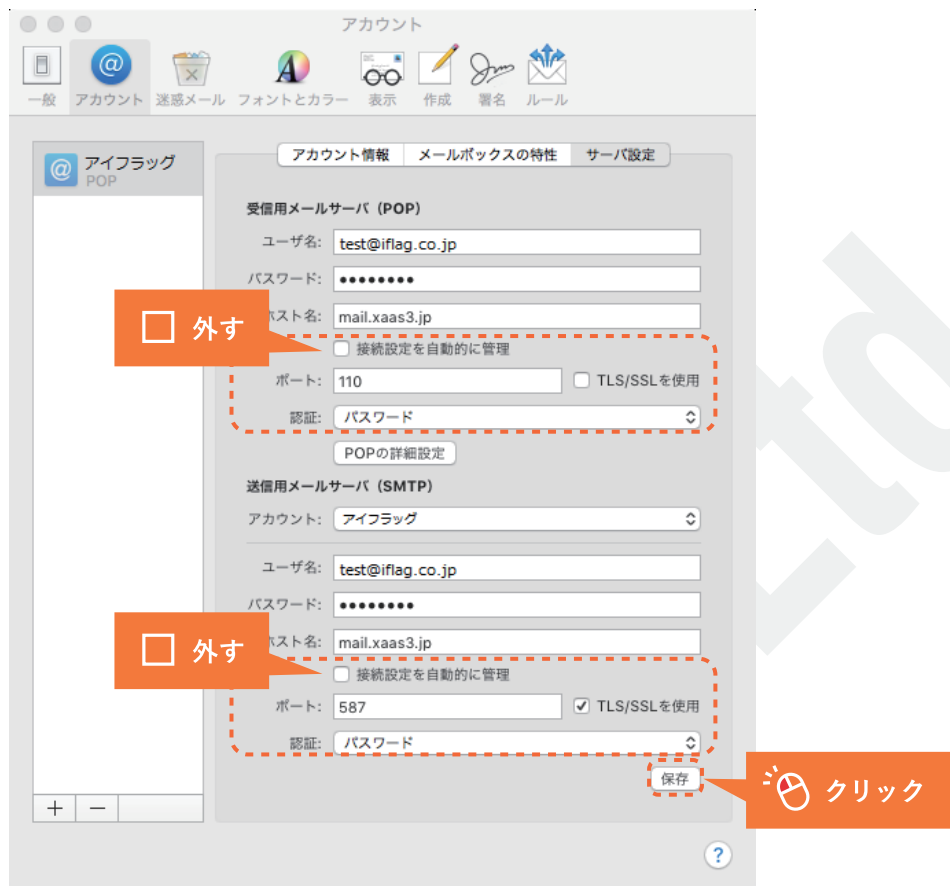 アカウント
一般 アカウント 迷惑メール フォントとカラー 表示 作成 署名 ルール
アイフラッグ
POP
アカウント情報 メールボックスの特性 サーバ設定
受信用メールサーバ（POP）
ユーザ名: test@iflag.co.jp
パスワード: ●●●●●●●●
ホスト名: mail.xaas3.jp
外す
接続設定を自動的に管理
ポート: 110 TLS/SSLを使用
認証: パスワード
POPの詳細設定
送信用メールサーバ（SMTP）
アカウント: アイフラッグ
ユーザ名: test@iflag.co.jp
パスワード: ●●●●●●●●
ホスト名: mail.xaas3.jp
外す
接続設定を自動的に管理
ポート: 587 TLS/SSLを使用
認証: パスワード
保存
クリック
?
Ltd